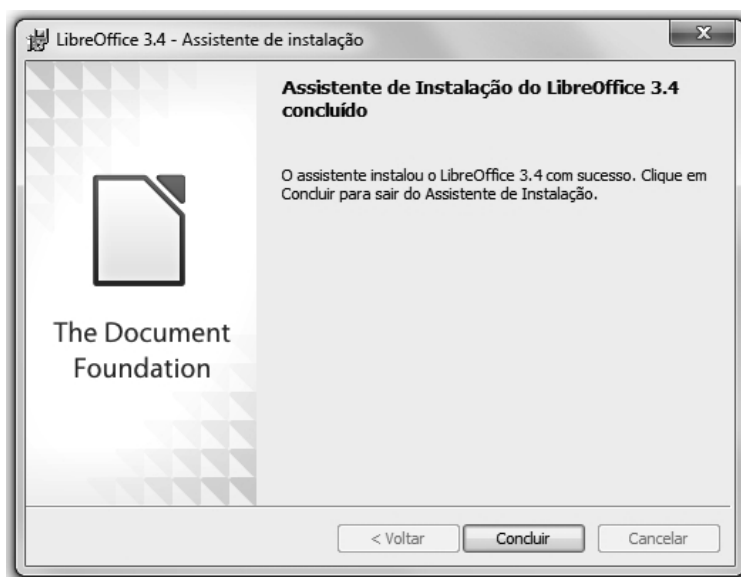 LibreOffice 3.4 - Assistente de instalação
x
Assistente de Instalação do LibreOffice 3.4
concluído
O assistente instalou o LibreOffice 3.4 com sucesso. Clique em
Concluir para sair do Assistente de Instalação.
The Document
Foundation
< Voltar
Concluir
Cancelar